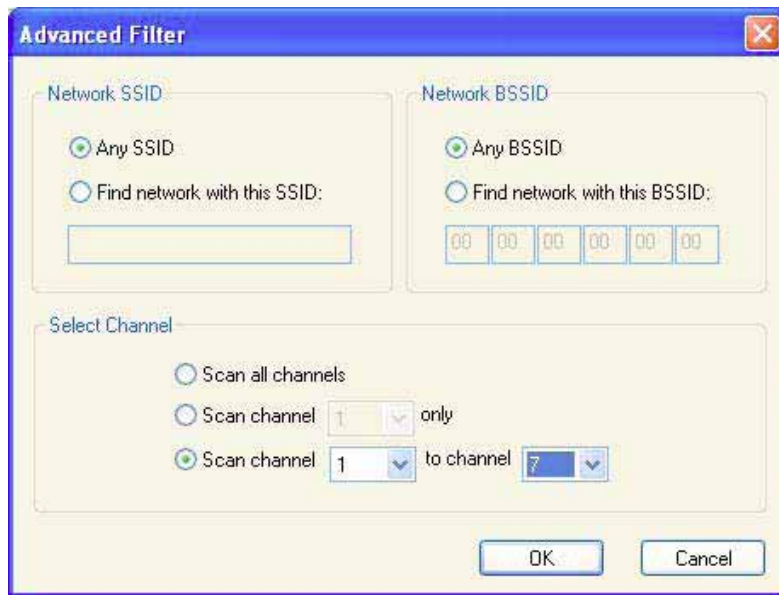 Advanced Filter
Network SSID
Any SSID
Find network with this SSID:
Network BSSID
Any BSSID
Find network with this BSSID:
00 00 00 00 00 00
Select Channel
Scan all channels
Scan channel 1 only
Scan channel 1 to channel 7
OK Cancel